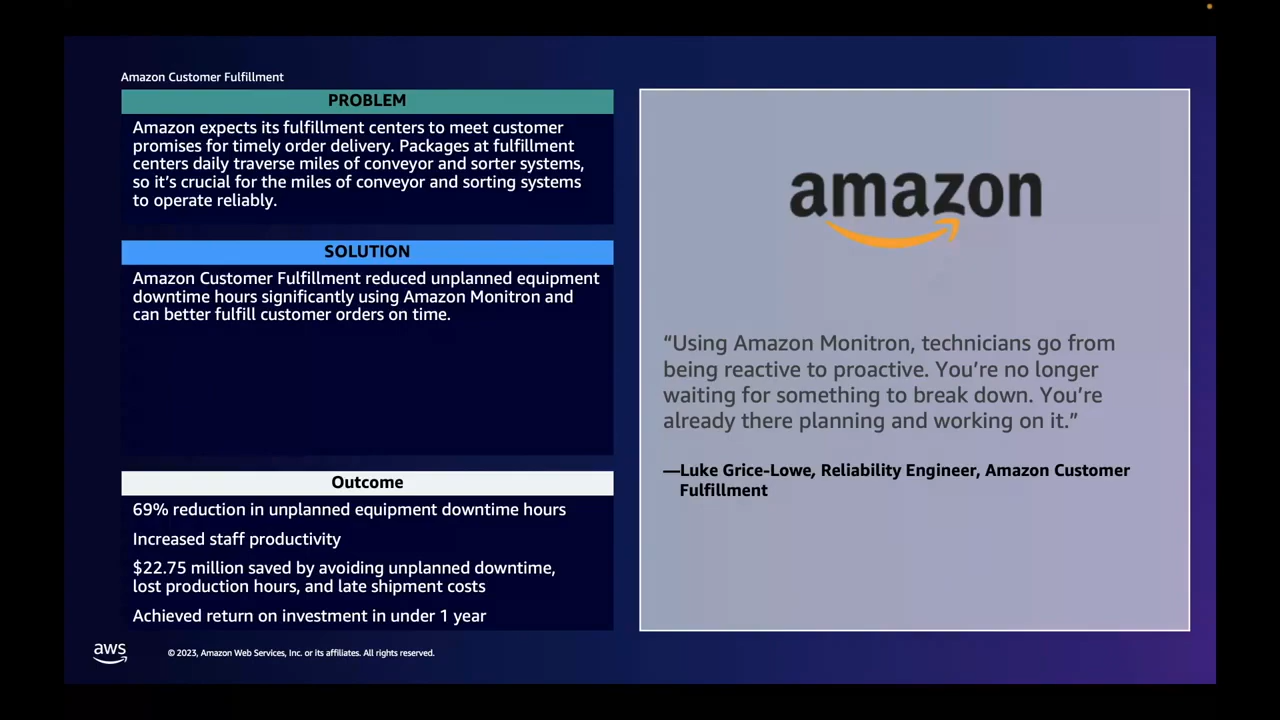 Amazon Customer Fulfillment
PROBLEM
Amazon expects its fulfillment centers to meet customer
promises for timely order delivery. Packages at fulfillment
centers daily traverse miles of conveyor and sorter systems,
so it’s crucial for the miles of conveyor and sorting systems
to operate reliably.
SOLUTION
Amazon Customer Fulfillment reduced unplanned equipment
downtime hours significantly using Amazon Monitron and
can better fulfill customer orders on time.
Outcome
69% reduction in unplanned equipment downtime hours
Increased staff productivity
$22.75 million saved by avoiding unplanned downtime,
lost production hours, and late shipment costs
Achieved return on investment in under 1 year
amazon
“Using Amazon Monitron, technicians go from
being reactive to proactive. You’re no longer
waiting for something to break down. You’re
already there planning and working on it.”
—Luke Grice-Lowe, Reliability Engineer, Amazon Customer
Fulfillment
aws
© 2023, Amazon Web Services, Inc. or its affiliates. All rights reserved.